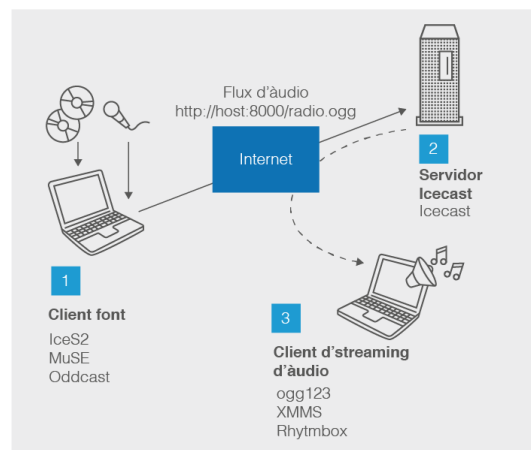 Flux d'àudio
http://host:8000/radio.ogg
Internet
2
Servidor
Icecast
Icecast
1
Client font
IceS2
MuSE
Oddcast
3
Client d'streaming
d'àudio
ogg123
XMMS
Rhytmbox